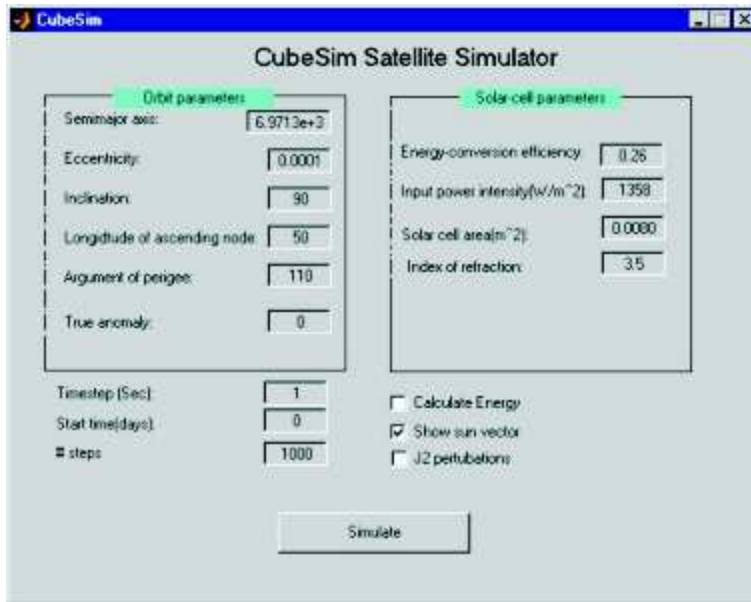 CubeSim
CubeSim Satellite Simulator
Orbit parameters
Semimajor axis: 6.9713e+3
Eccentricity: 0.0001
Inclination: 90
Longidtude of ascending node: 50
Argument of perigee: 110
True anomaly: 0
Solar-cell parameters
Energy-conversion efficiency 0.26
Input power intensity(W/m^2) 1358
Solar cell area(m^2): 0.0080
Index of refraction: 3.5
Timestep (Sec): 1
Start time(days) 0
# steps 1000
Calculate Energy
Show sun vector
J2 pertubations
Simulate